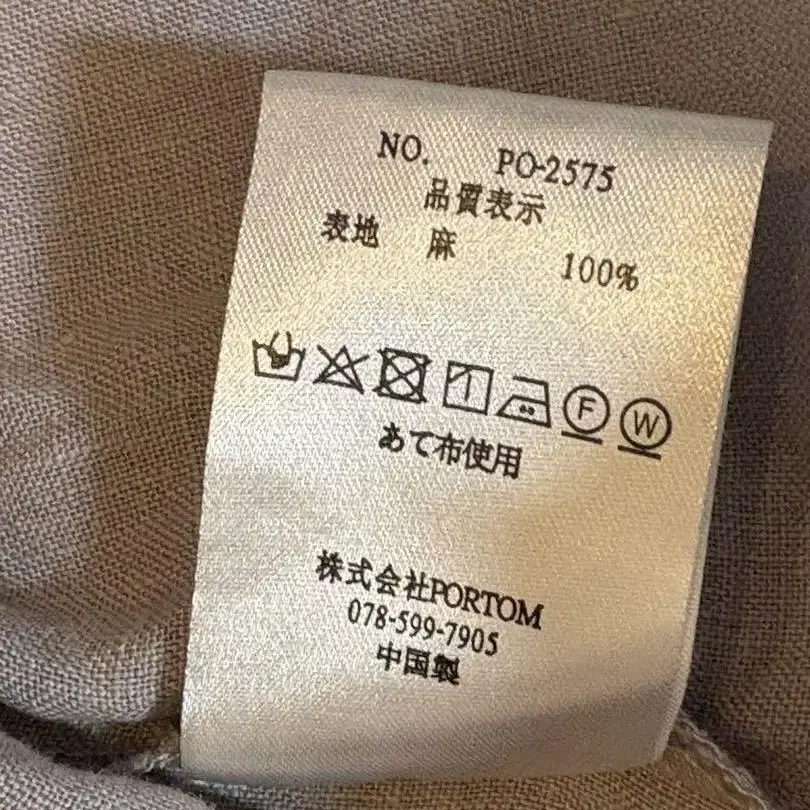 NO. PO-2575
品質表示
表地 麻 100%
F W
あて布使用
株式会社PORTOM
078-599-7905
中国製